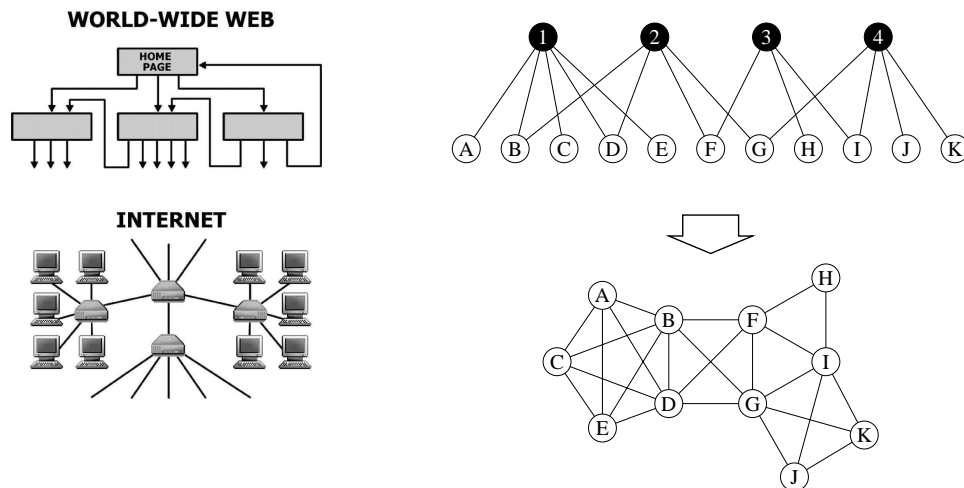 WORLD-WIDE WEB
HOME
PAGE
INTERNET
1 2 3 4
A B C D E F G H I J K
H
A
B F
C I
D G
E K
J